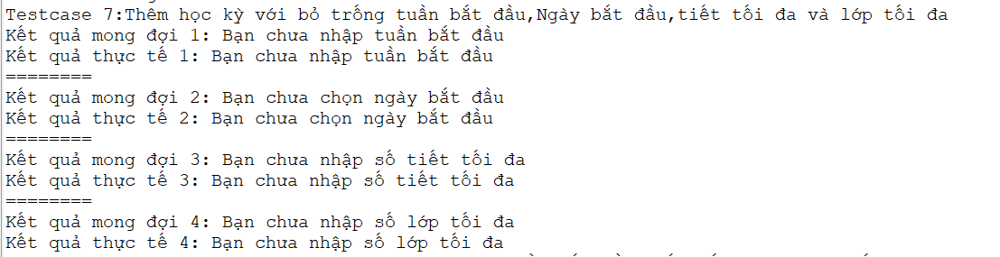 Testcase 7:Thêm học kỳ với bỏ trống tuần bắt đầu,Ngày bắt đầu,tiết tối đa và lớp tối đa
Kết quả mong đợi 1: Bạn chưa nhập tuần bắt đầu
Kết quả thực tế 1: Bạn chưa nhập tuần bắt đầu
========
Kết quả mong đợi 2: Bạn chưa chọn ngày bắt đầu
Kết quả thực tế 2: Bạn chưa chọn ngày bắt đầu
========
Kết quả mong đợi 3: Bạn chưa nhập số tiết tối đa
Kết quả thực tế 3: Bạn chưa nhập số tiết tối đa
========
Kết quả mong đợi 4: Bạn chưa nhập số lớp tối đa
Kết quả thực tế 4: Bạn chưa nhập số lớp tối đa